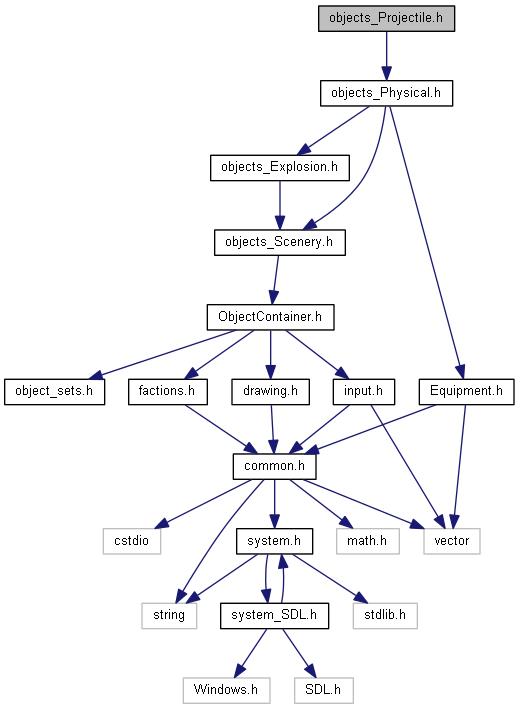 objects_Projectile.h
objects_Physical.h
objects_Explosion.h
objects_Scenery.h
ObjectContainer.h
object_sets.h
factions.h
drawing.h
input.h
Equipment.h
common.h
cstdio
system.h
math.h
vector
string
system_SDL.h
stdlib.h
Windows.h
SDL.h